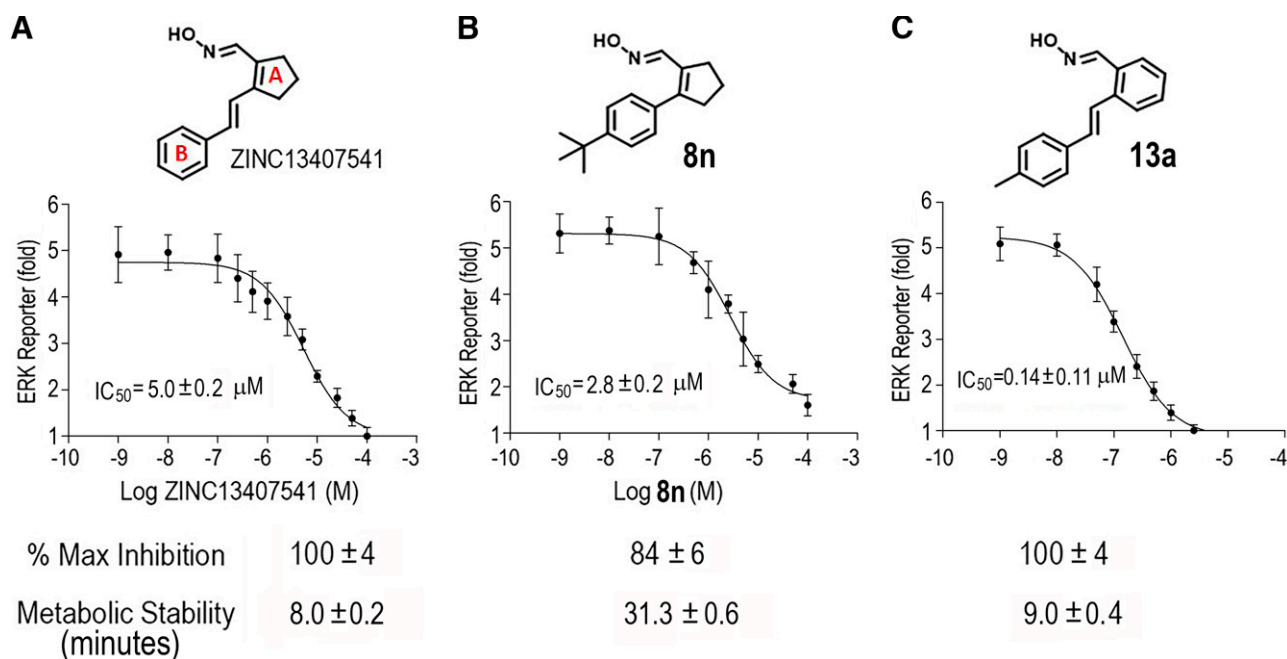 A
HO
N
A
B
ZINC13407541
ERK Reporter (fold)
6
5
4
3
2
1
IC50=5.0±0.2 μM
-10 -9 -8 -7 -6 -5 -4 -3
Log ZINC13407541 (M)
B
HO
N
8n
ERK Reporter (fold)
6
5
4
3
2
1
IC50=2.8±0.2 μM
-10 -9 -8 -7 -6 -5 -4 -3
Log 8n (M)
C
HO
N
13a
ERK Reporter (fold)
6
5
4
3
2
1
IC50=0.14±0.11 μM
-10 -9 -8 -7 -6 -5 -4
% Max Inhibition 100 ±4 84 ±6 100 ±4
Metabolic Stability 8.0 ±0.2 31.3 ±0.6 9.0 ±0.4
(minutes)